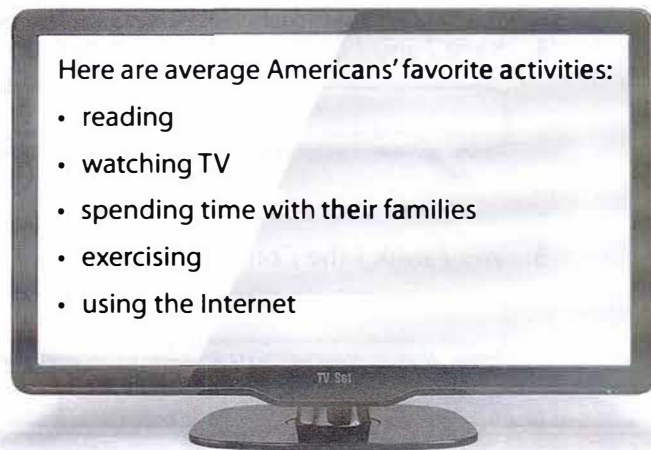 Here are average Americans' favorite activities:
• reading
• watching TV
• spending time with their families
• exercising
• using the Internet
TV Set